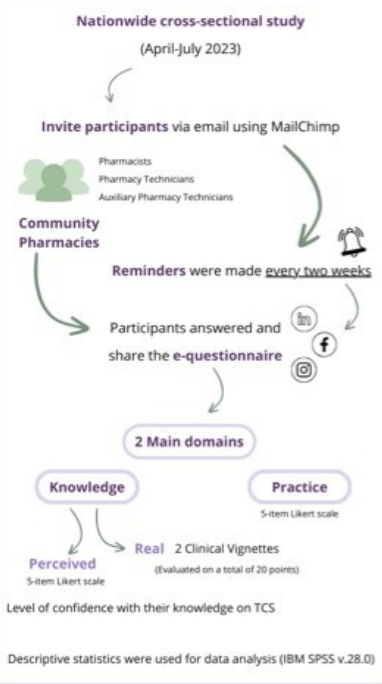 Nationwide cross-sectional study
(April-July 2023)
Invite participants via email using MailChimp
Pharmacists
Pharmacy Technicians
Auxiliary Pharmacy Technicians
Community
Pharmacies
Reminders were made every two weeks
Participants answered and
share the e-questionnaire
in
f
2 Main domains
Knowledge
Practice
5-item Likert scale
Real 2 Clinical Vignettes
(Evaluated on a total of 20 points)
Perceived
5-item Likert scale
Level of confidence with their knowledge on TCS
Descriptive statistics were used for data analysis (IBM SPSS v.28.0)